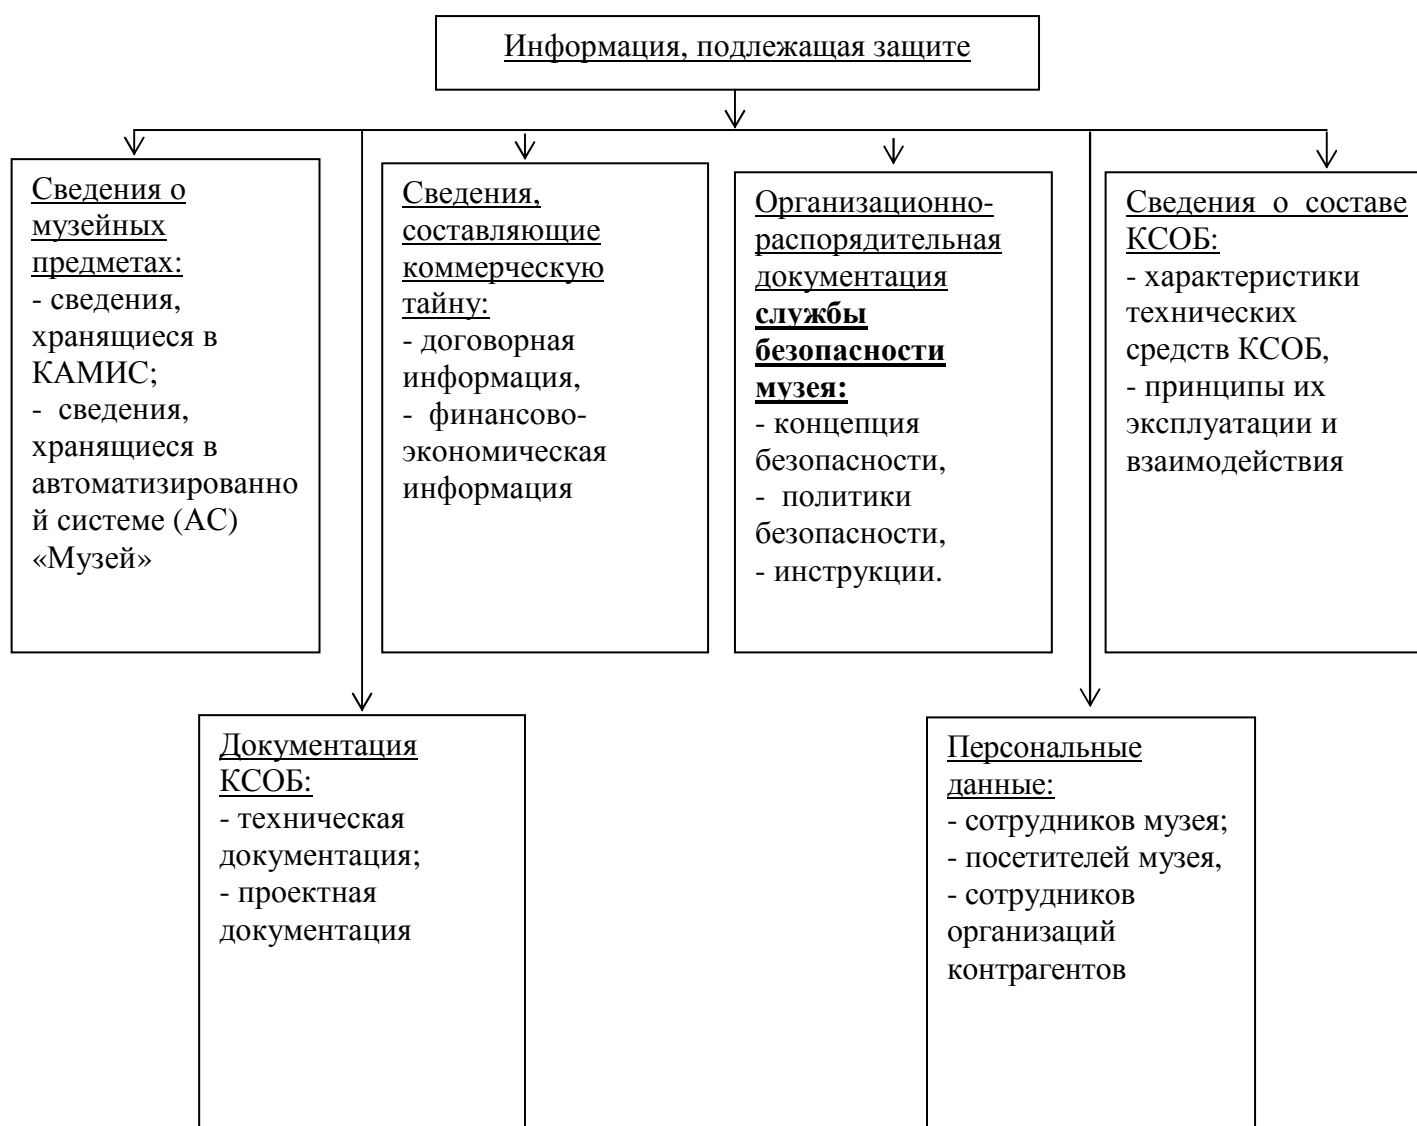 Информация, подлежащая защите
Сведения о
музейных
предметах:
- сведения,
хранящиеся в
КАМИС;
- сведения,
хранящиеся в
автоматизированно
й системе (АС)
«Музей»
Сведения,
составляющие
коммерческую
тайну:
- договорная
информация,
- финансово-
экономическая
информация
Организационно-
распорядительная
документация
службы
безопасности
музея:
- концепция
безопасности,
- политики
безопасности,
- инструкции.
Сведения о составе
КСОБ:
- характеристики
технических
средств КСОБ,
- принципы их
эксплуатации и
взаимодействия
Документация
КСОБ:
- техническая
документация;
- проектная
документация
Персональные
данные:
- сотрудников музея;
- посетителей музея,
- сотрудников
организаций
контрагентов